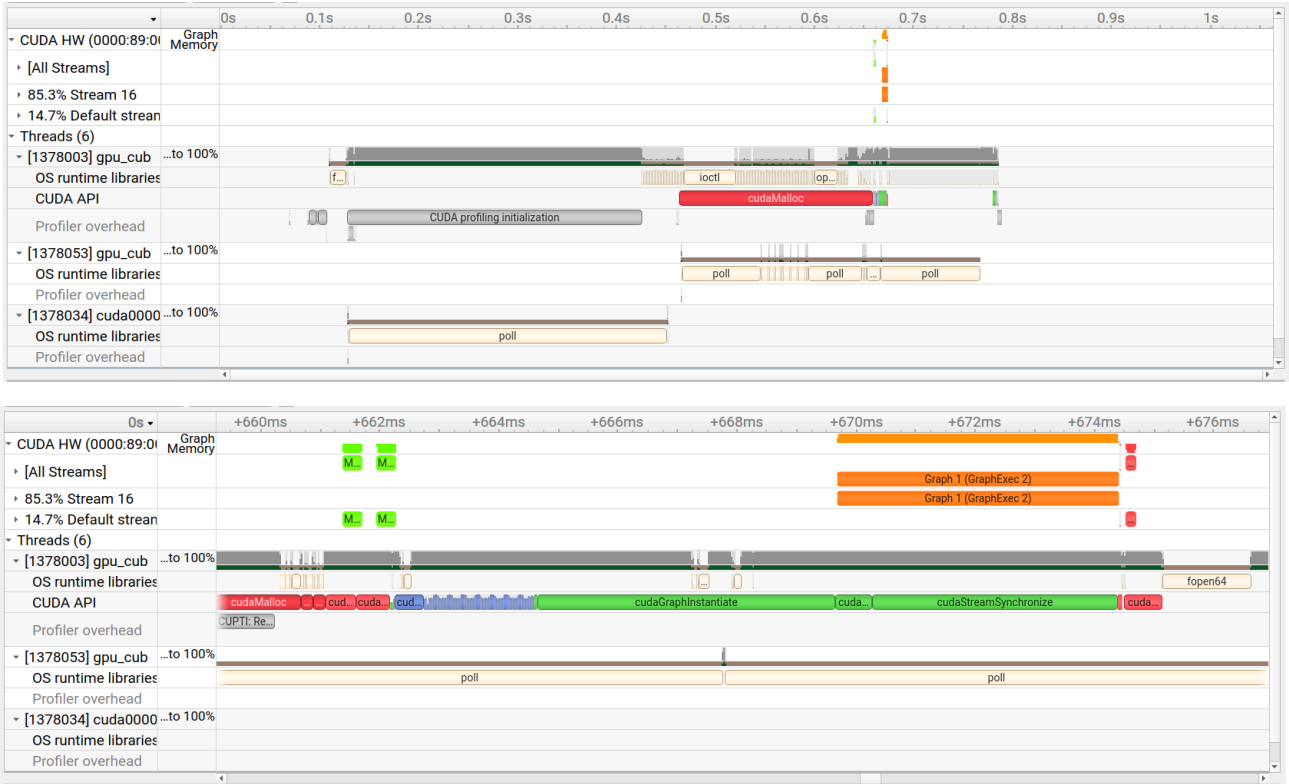 0s 0.1s 0.2s 0.3s 0.4s 0.5s 0.6s 0.7s 0.8s 0.9s 1s
CUDA HW (0000:89:0 Graph Memory
[All Streams]
85.3% Stream 16
14.7% Default strean
Threads (6)
[1378003] gpu_cub ...to 100%
OS runtime libraries f... ioctl op...
CUDA API cudaMalloc
Profiler overhead CUDA profiling initialization
[1378053] gpu_cub ...to 100%
OS runtime libraries poll poll ... poll
Profiler overhead
[1378034] cuda0000 ...to 100%
OS runtime libraries poll
Profiler overhead
0s +660ms +662ms +664ms +666ms +668ms +670ms +672ms +674ms +676ms
CUDA HW (0000:89:0 Graph Memory
[All Streams] M... M... Graph 1 (GraphExec 2) ...
85.3% Stream 16 Graph 1 (GraphExec 2)
14.7% Default strean M... M... ...
Threads (6)
[1378003] gpu_cub ...to 100%
OS runtime libraries ... fopen64
CUDA API cudaMalloc ... ... cud... cuda... cud... cudaGraphInstantiate cuda... cudaStreamSynchronize cuda...
Profiler overhead CUPTI: Re...
[1378053] gpu_cub ...to 100%
OS runtime libraries poll poll
Profiler overhead
[1378034] cuda0000 ...to 100%
OS runtime libraries
Profiler overhead